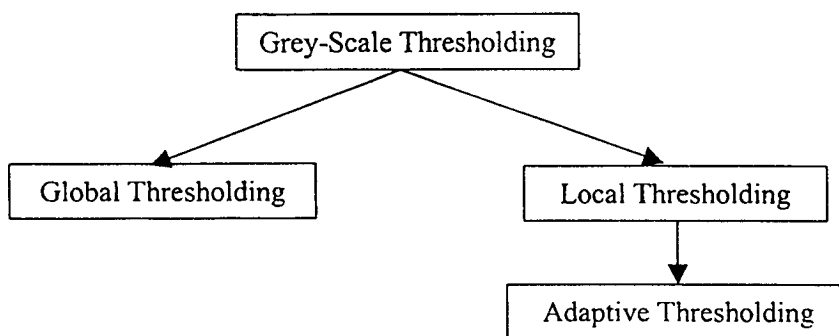 Grey-Scale Thresholding
Global Thresholding
Local Thresholding
Adaptive Thresholding